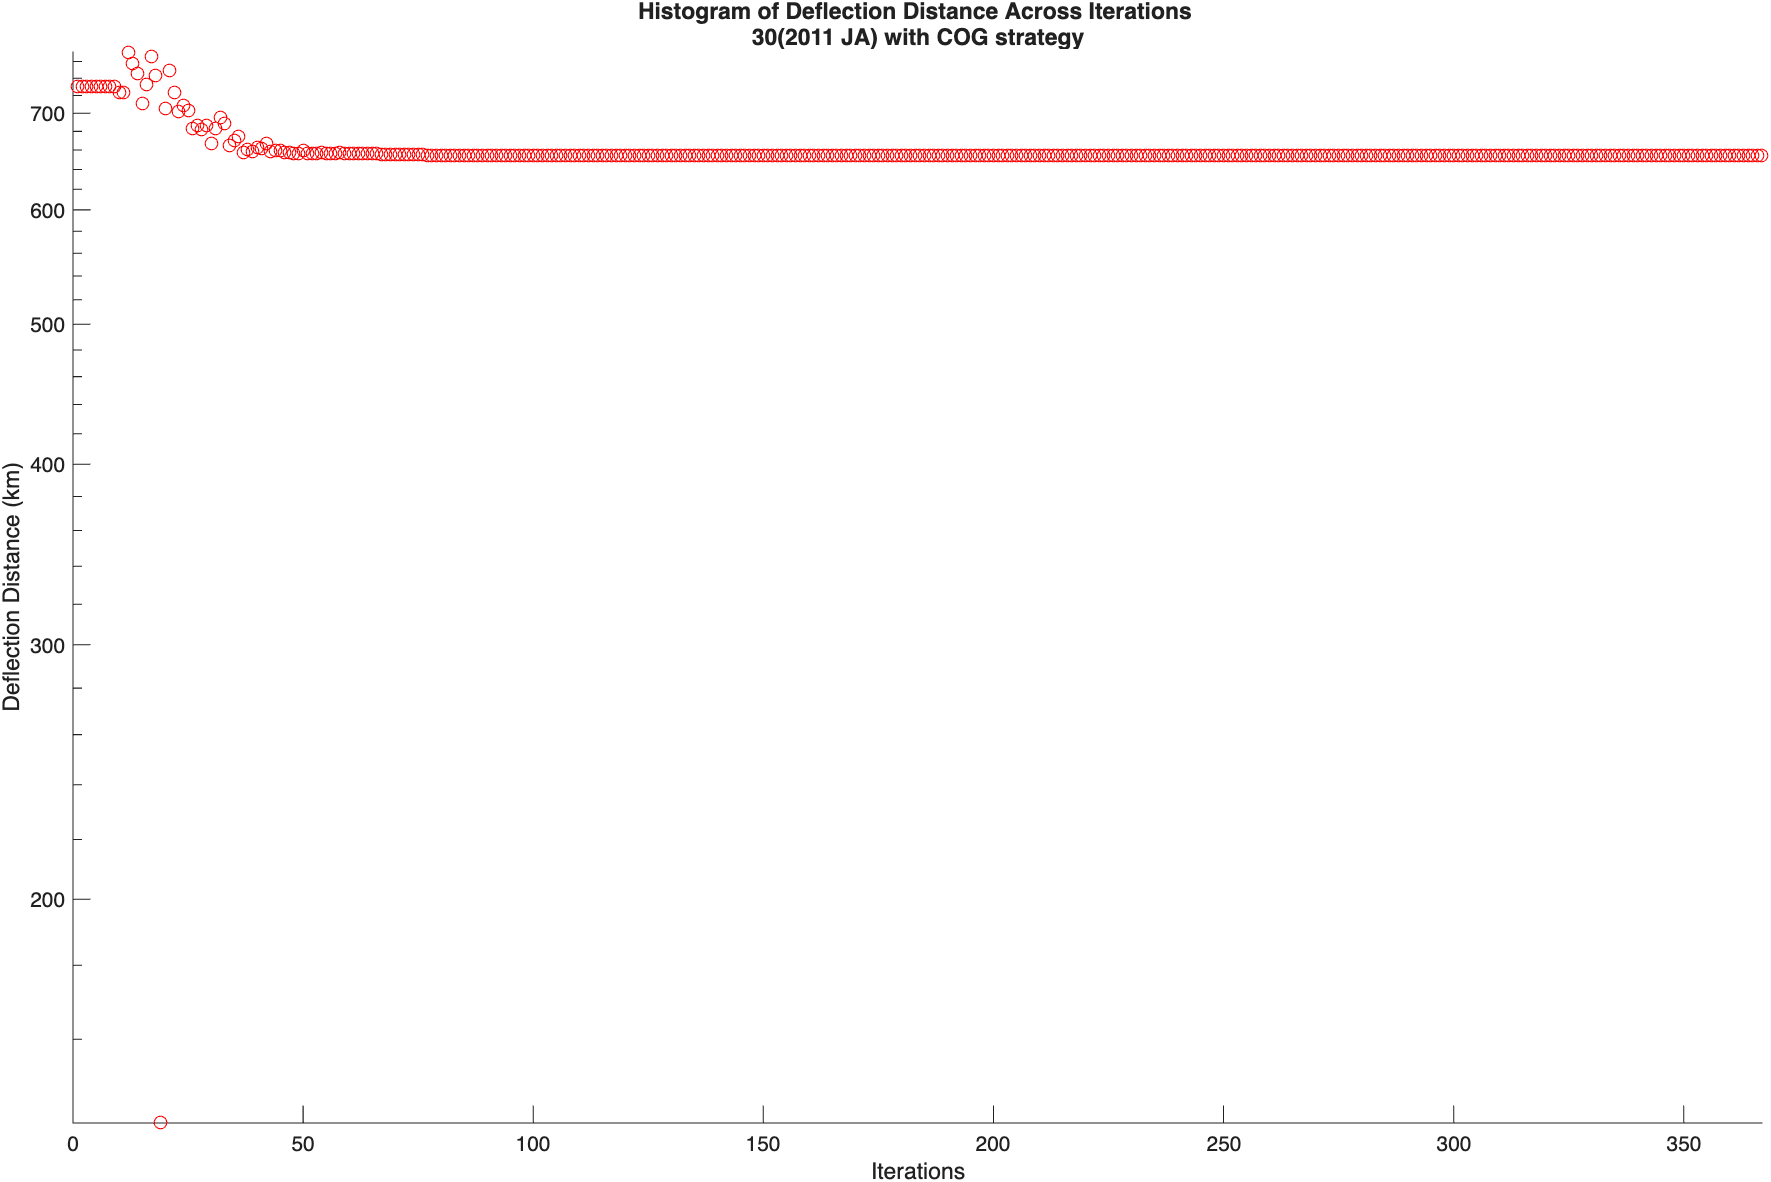 Histogram of Deflection Distance Across Iterations
30(2011 JA) with COG strategy
Deflection Distance (km)
700
600
500
400
300
200
0 50 100 150 200 250 300 350
Iterations